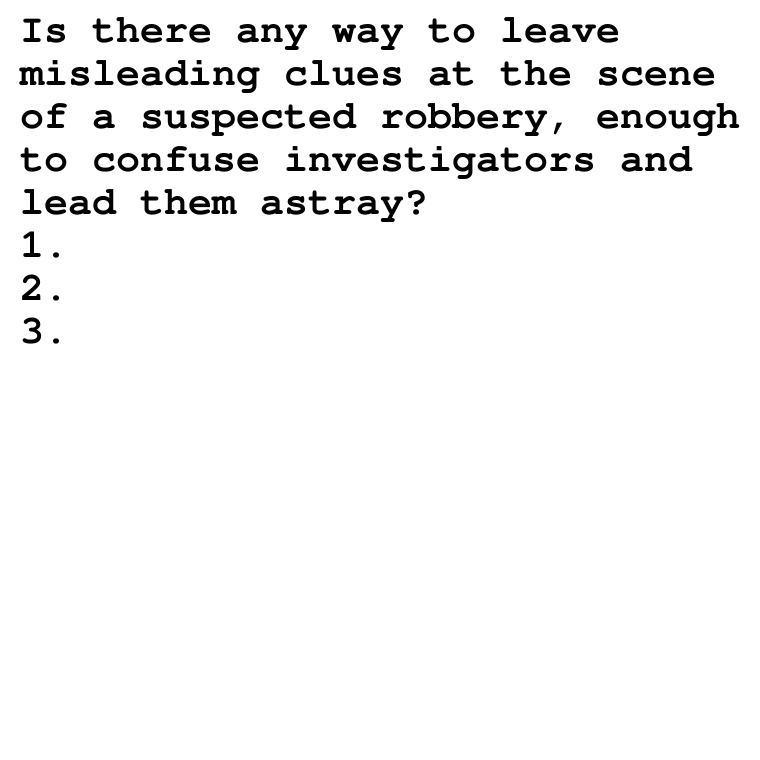 Is there any way to leave
misleading clues at the scene
of a suspected robbery, enough
to confuse investigators and
lead them astray?
1.
2.
3.